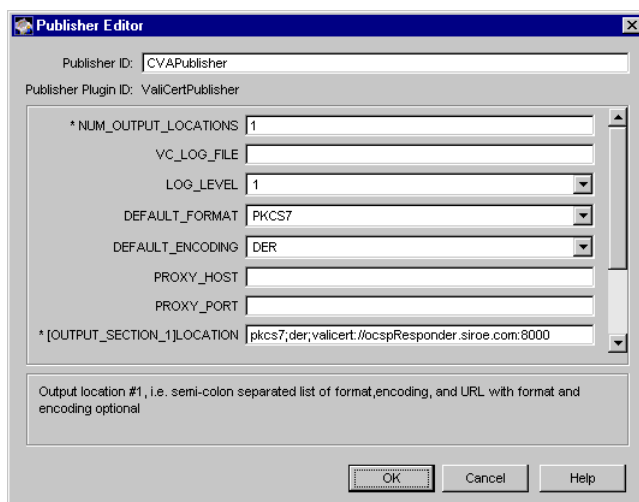 Publisher Editor
Publisher ID: CVAPublisher
Publisher Plugin ID: ValiCertPublisher
* NUM_OUTPUT_LOCATIONS 1
VC_LOG_FILE
LOG_LEVEL 1
DEFAULT_FORMAT PKCS7
DEFAULT_ENCODING DER
PROXY_HOST
PROXY_PORT
* [OUTPUT_SECTION_1]LOCATION pkcs7;der;valicert://ocspResponder.siroe.com:8000
Output location #1, i.e. semi-colon separated list of format,encoding, and URL with format and
encoding optional
OK Cancel Help